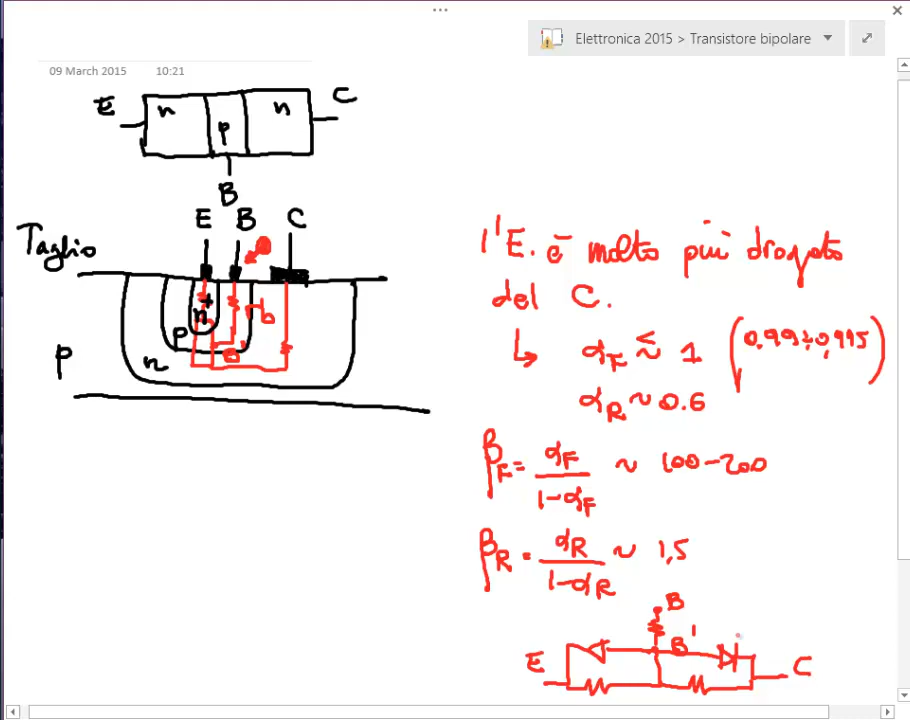 Elettronica 2015 > Transistore bipolare
09 March 2015 10:21
E n p n C
B
E B C
Taglio
n+
b
p
B'
n
p
l'E. è molto più drogato
del C.
↳ αF ≲ 1 (0,99÷0,995)
αR ~ 0.6
βF = αF / 1-αF ~ 100-200
βR = αR / 1-αR ~ 1,5
B
B'
E C